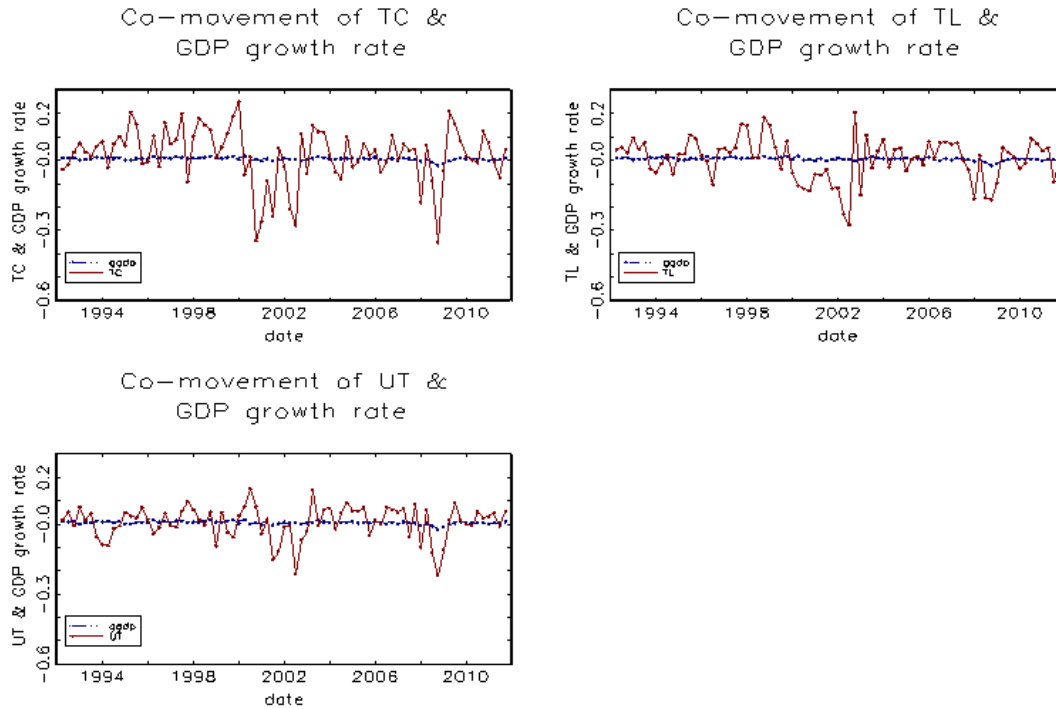 Co-movement of TC &
GDP growth rate
TC & GDP growth rate
0.2
-0.0
-0.3
-0.6
ggdp
TC
1994 1998 2002 2006 2010
date
Co-movement of TL &
GDP growth rate
TL & GDP growth rate
0.2
-0.0
-0.3
-0.6
ggdp
TL
1994 1998 2002 2006 2010
date
Co-movement of UT &
GDP growth rate
UT & GDP growth rate
0.2
-0.0
-0.3
-0.6
ggdp
UT
1994 1998 2002 2006 2010
date